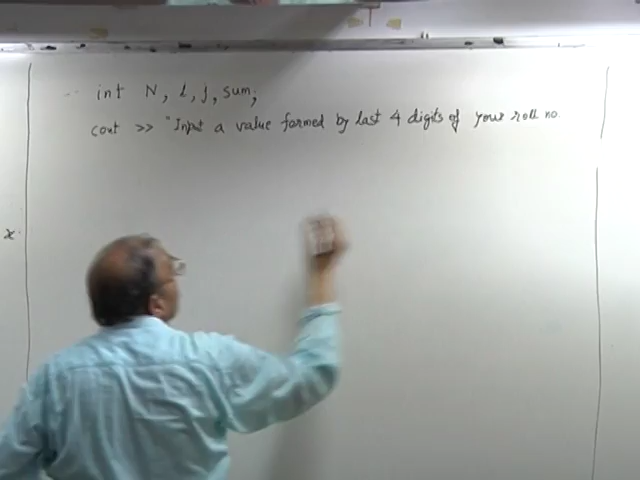 int N, i, j, sum;
cout >> "Input a value formed by last 4 digits of your roll no.
x